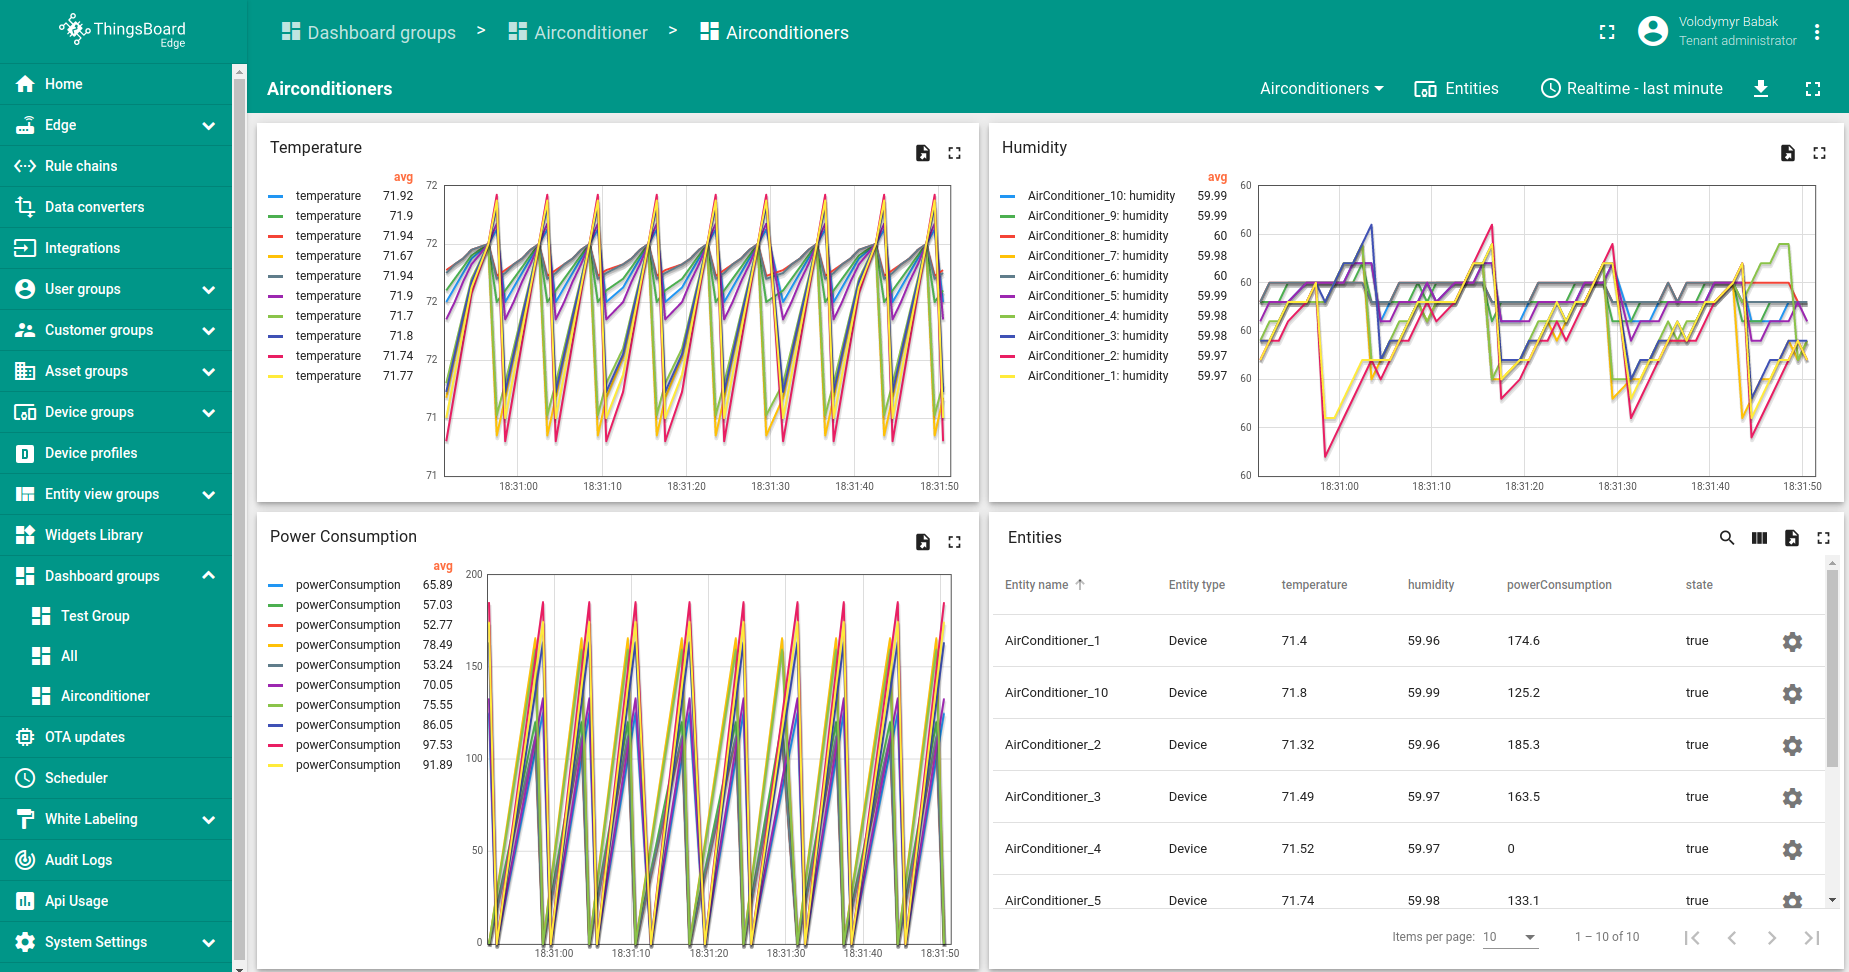 ThingsBoard
Edge
Dashboard groups > Airconditioner > Airconditioners
Volodymyr Babak
Tenant administrator
Home
Edge
Rule chains
Data converters
Integrations
User groups
Customer groups
Asset groups
Device groups
Device profiles
Entity view groups
Widgets Library
Dashboard groups
Test Group
All
Airconditioner
OTA updates
Scheduler
White Labeling
Audit Logs
Api Usage
System Settings
Airconditioners
Airconditioners
Entities
Realtime - last minute
Temperature
avg
temperature 71.92
temperature 71.9
temperature 71.94
temperature 71.67
temperature 71.94
temperature 71.9
temperature 71.7
temperature 71.8
temperature 71.74
temperature 71.77
72
72
72
72
71
71
18:31:00 18:31:10 18:31:20 18:31:30 18:31:40 18:31:50
Humidity
avg
AirConditioner_10: humidity 59.99
AirConditioner_9: humidity 59.99
AirConditioner_8: humidity 60
AirConditioner_7: humidity 59.98
AirConditioner_6: humidity 60
AirConditioner_5: humidity 59.99
AirConditioner_4: humidity 59.98
AirConditioner_3: humidity 59.98
AirConditioner_2: humidity 59.97
AirConditioner_1: humidity 59.97
60
60
60
60
60
60
60
18:31:00 18:31:10 18:31:20 18:31:30 18:31:40 18:31:50
Power Consumption
avg
powerConsumption 65.89
powerConsumption 57.03
powerConsumption 52.77
powerConsumption 78.49
powerConsumption 53.24
powerConsumption 70.05
powerConsumption 75.55
powerConsumption 86.05
powerConsumption 97.53
powerConsumption 91.89
200
150
100
50
0
18:31:00 18:31:10 18:31:20 18:31:30 18:31:40 18:31:50
Entities
Entity name Entity type temperature humidity powerConsumption state
AirConditioner_1 Device 71.4 59.96 174.6 true
AirConditioner_10 Device 71.8 59.99 125.2 true
AirConditioner_2 Device 71.32 59.96 185.3 true
AirConditioner_3 Device 71.49 59.97 163.5 true
AirConditioner_4 Device 71.52 59.97 0 true
AirConditioner_5 Device 71.74 59.98 133.1 true
Items per page: 10 1 – 10 of 10